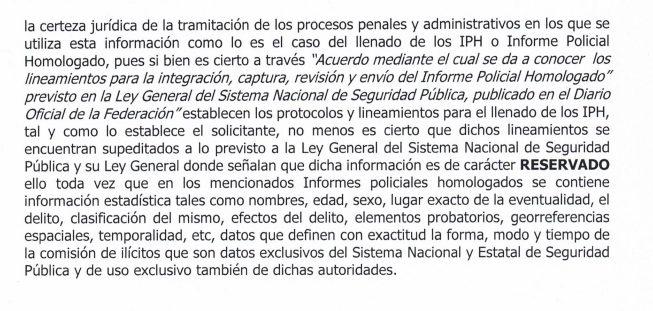 la certeza jurídica de la tramitación de los procesos penales y administrativos en los que se
utiliza esta información como lo es el caso del llenado de los IPH o Informe Policial
Homologado, pues si bien es cierto a través "Acuerdo mediante el cual se da a conocer los
lineamientos para la integración, captura, revisión y envío del Informe Policial Homologado"
previsto en la Ley General del Sistema Nacional de Seguridad Pública, publicado en el Diario
Oficial de la Federación" establecen los protocolos y lineamientos para el llenado de los IPH,
tal y como lo establece el solicitante, no menos es cierto que dichos lineamientos se
encuentran supeditados a lo previsto a la Ley General del Sistema Nacional de Seguridad
Pública y su Ley General donde señalan que dicha información es de carácter RESERVADO
ello toda vez que en los mencionados Informes policiales homologados se contiene
información estadística tales como nombres, edad, sexo, lugar exacto de la eventualidad, el
delito, clasificación del mismo, efectos del delito, elementos probatorios, georreferencias
espaciales, temporalidad, etc, datos que definen con exactitud la forma, modo y tiempo de
la comisión de ilícitos que son datos exclusivos del Sistema Nacional y Estatal de Seguridad
Pública y de uso exclusivo también de dichas autoridades.